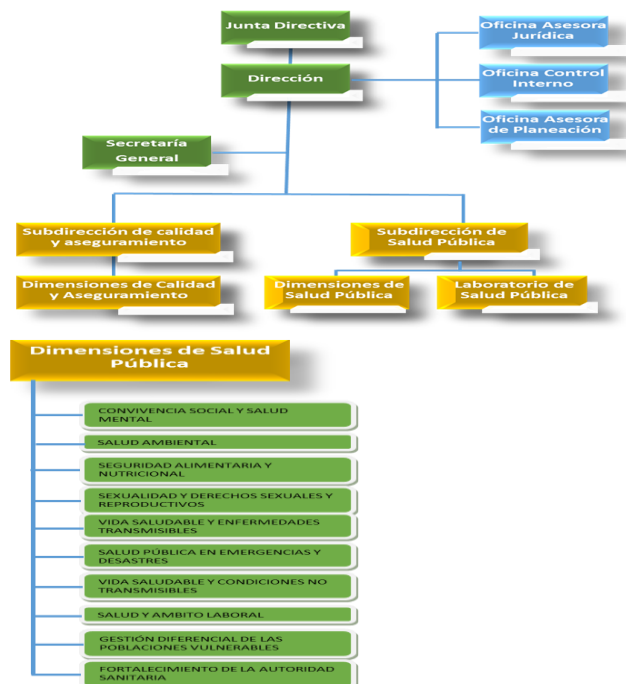 Junta Directiva
Oficina Asesora
Jurídica
Dirección
Oficina Control
Interno
Oficina Asesora
de Planeación
Secretaría
General
Subdirección de calidad
y aseguramiento
Subdirección de
Salud Pública
Dimensiones de Calidad
y Aseguramiento
Dimensiones de
Salud Pública
Laboratorio de
Salud Pública
Dimensiones de Salud
Pública
CONVIVENCIA SOCIAL Y SALUD
MENTAL
SALUD AMBIENTAL
SEGURIDAD ALIMENTARIA Y
NUTRICIONAL
SEXUALIDAD Y DERECHOS SEXUALES Y
REPRODUCTIVOS
VIDA SALUDABLE Y ENFERMEDADES
TRANSMISIBLES
SALUD PÚBLICA EN EMERGENCIAS Y
DESASTRES
VIDA SALUDABLE Y CONDICIONES NO
TRANSMISIBLES
SALUD Y AMBITO LABORAL
GESTIÓN DIFERENCIAL DE LAS
POBLACIONES VULNERABLES
FORTALECIMIENTO DE LA AUTORIDAD
SANITARIA